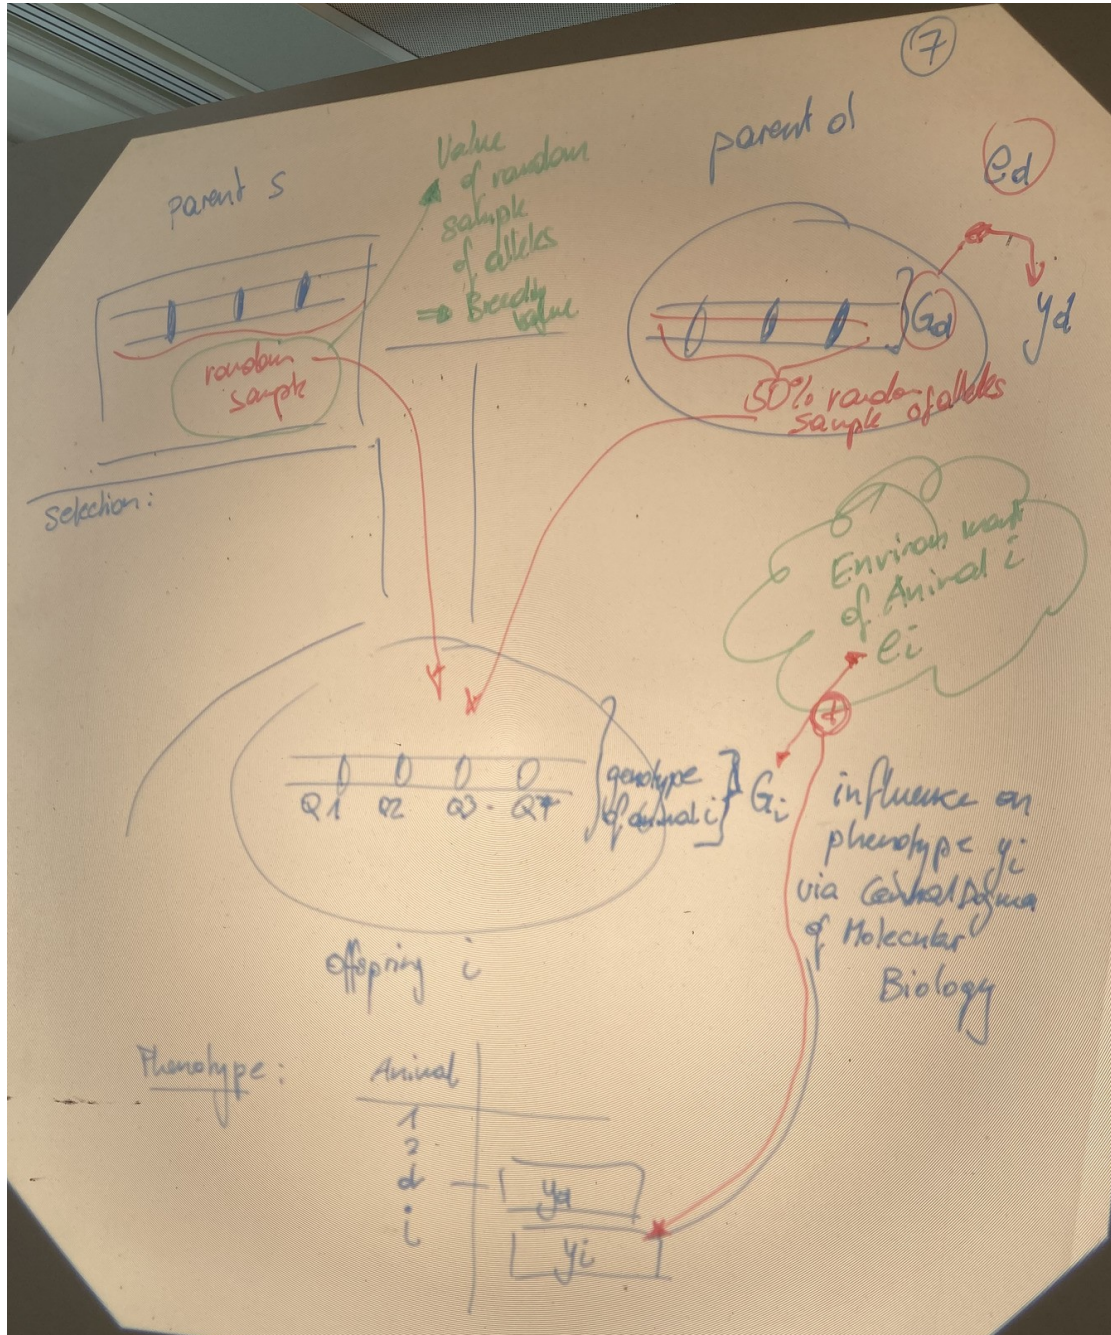 7
parent s
Value
of random
sample
of alleles
⇒ Breeding
value
parent d
ed
Gd
yd
random
sample
50% random
sample of alleles
Selection:
Environment
of Animal i
ei
+
Q1 Q2 Q3 - Q4
genotype
of animal i
Gi
influence on
phenotype yi
via Central Dogma
of Molecular
Biology
Offspring i
Phenotype:
Animal
1
2
d
yd
i
yi